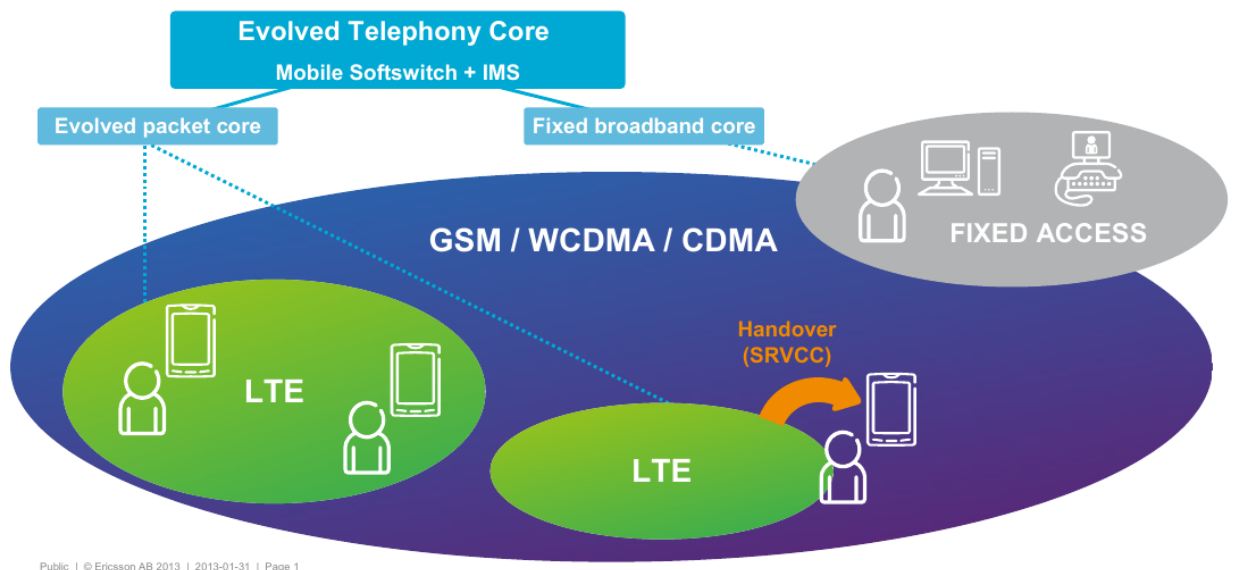 Evolved Telephony Core
Mobile Softswitch + IMS
Evolved packet core
Fixed broadband core
GSM / WCDMA / CDMA
FIXED ACCESS
Handover
(SRVCC)
LTE
LTE
Public | © Ericsson AB 2013 | 2013-01-31 | Page 1